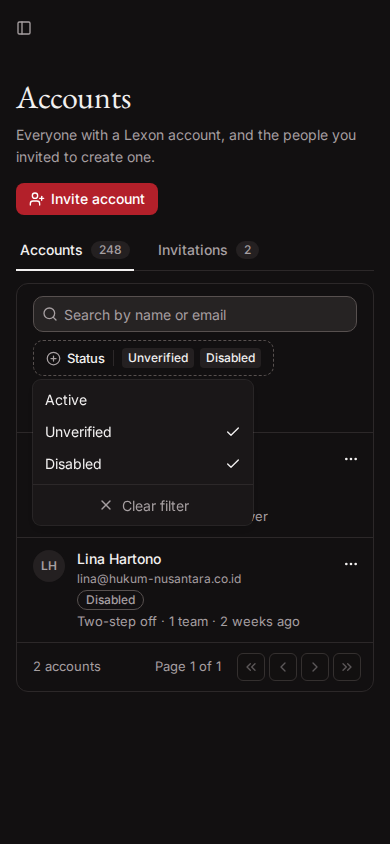 Accounts
Everyone with a Lexon account, and the people you
invited to create one.
Invite account
Accounts 248 Invitations 2
Search by name or email
Status Unverified Disabled
Active
Unverified
Disabled
Clear filter
LH Lina Hartono
lina@hukum-nusantara.co.id
Disabled
Two-step off · 1 team · 2 weeks ago
2 accounts Page 1 of 1